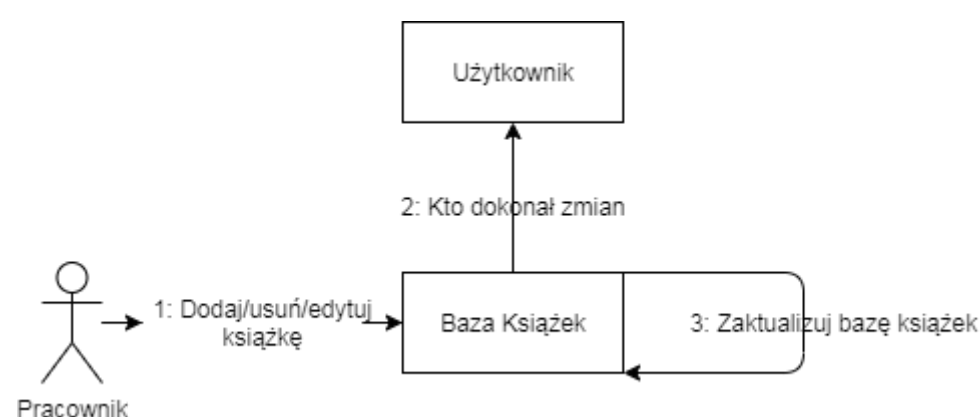 Użytkownik
2: Kto dokonał zmian
1: Dodaj/usuń/edytuj
książkę
Baza Książek
3: Zaktualizuj bazę książek
Pracownik